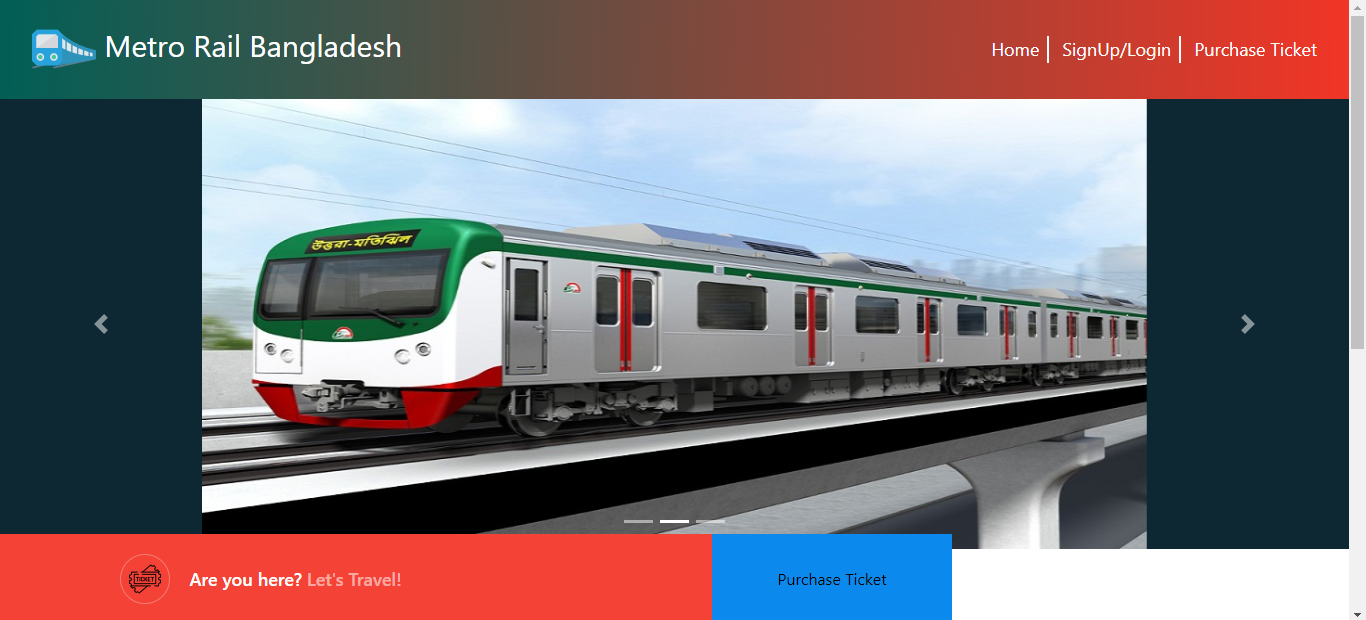 Metro Rail Bangladesh
Home
SignUp/Login
Purchase Ticket
উত্তরা-মতিঝিল
TICKET
Are you here? Let's Travel!
Purchase Ticket